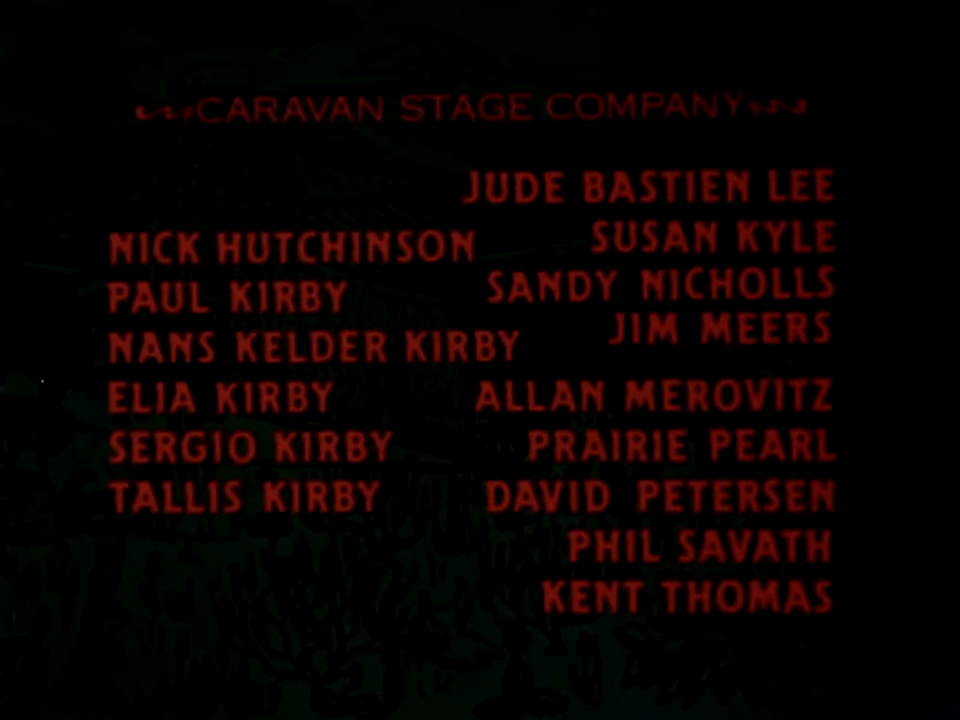 CARAVAN STAGE COMPANY
NICK HUTCHINSON
PAUL KIRBY
NANS KELDER KIRBY
ELIA KIRBY
SERGIO KIRBY
TALLIS KIRBY
JUDE BASTIEN LEE
SUSAN KYLE
SANDY NICHOLLS
JIM MEERS
ALLAN MEROVITZ
PRAIRIE PEARL
DAVID PETERSEN
PHIL SAVATH
KENT THOMAS